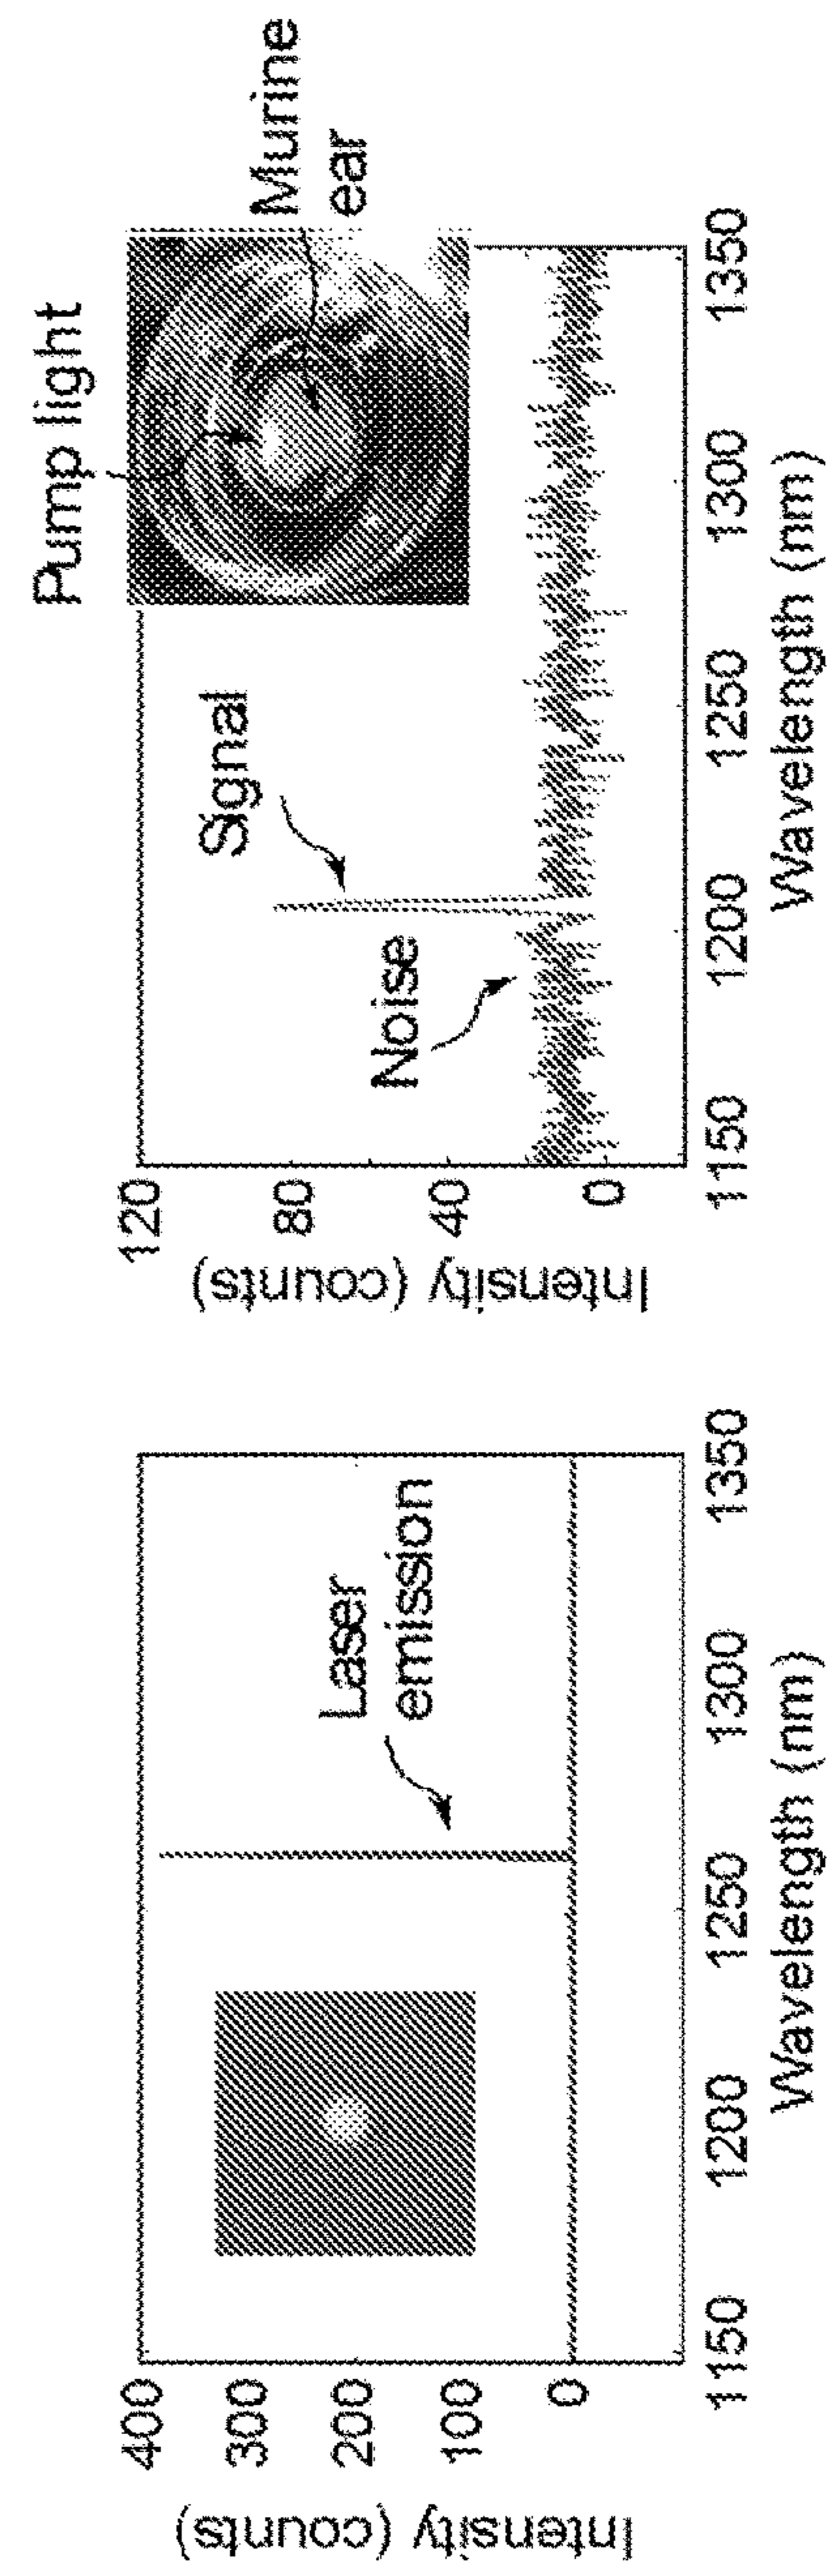 400
300
200
100
0
Intensity (counts)
Laser
emission
1150
1200
1250
1300
1350
Wavelength (nm)
Pump light
Murine
ear
Signal
Noise
120
80
40
0
Intensity (counts)
1150
1200
1250
1300
1350
Wavelength (nm)